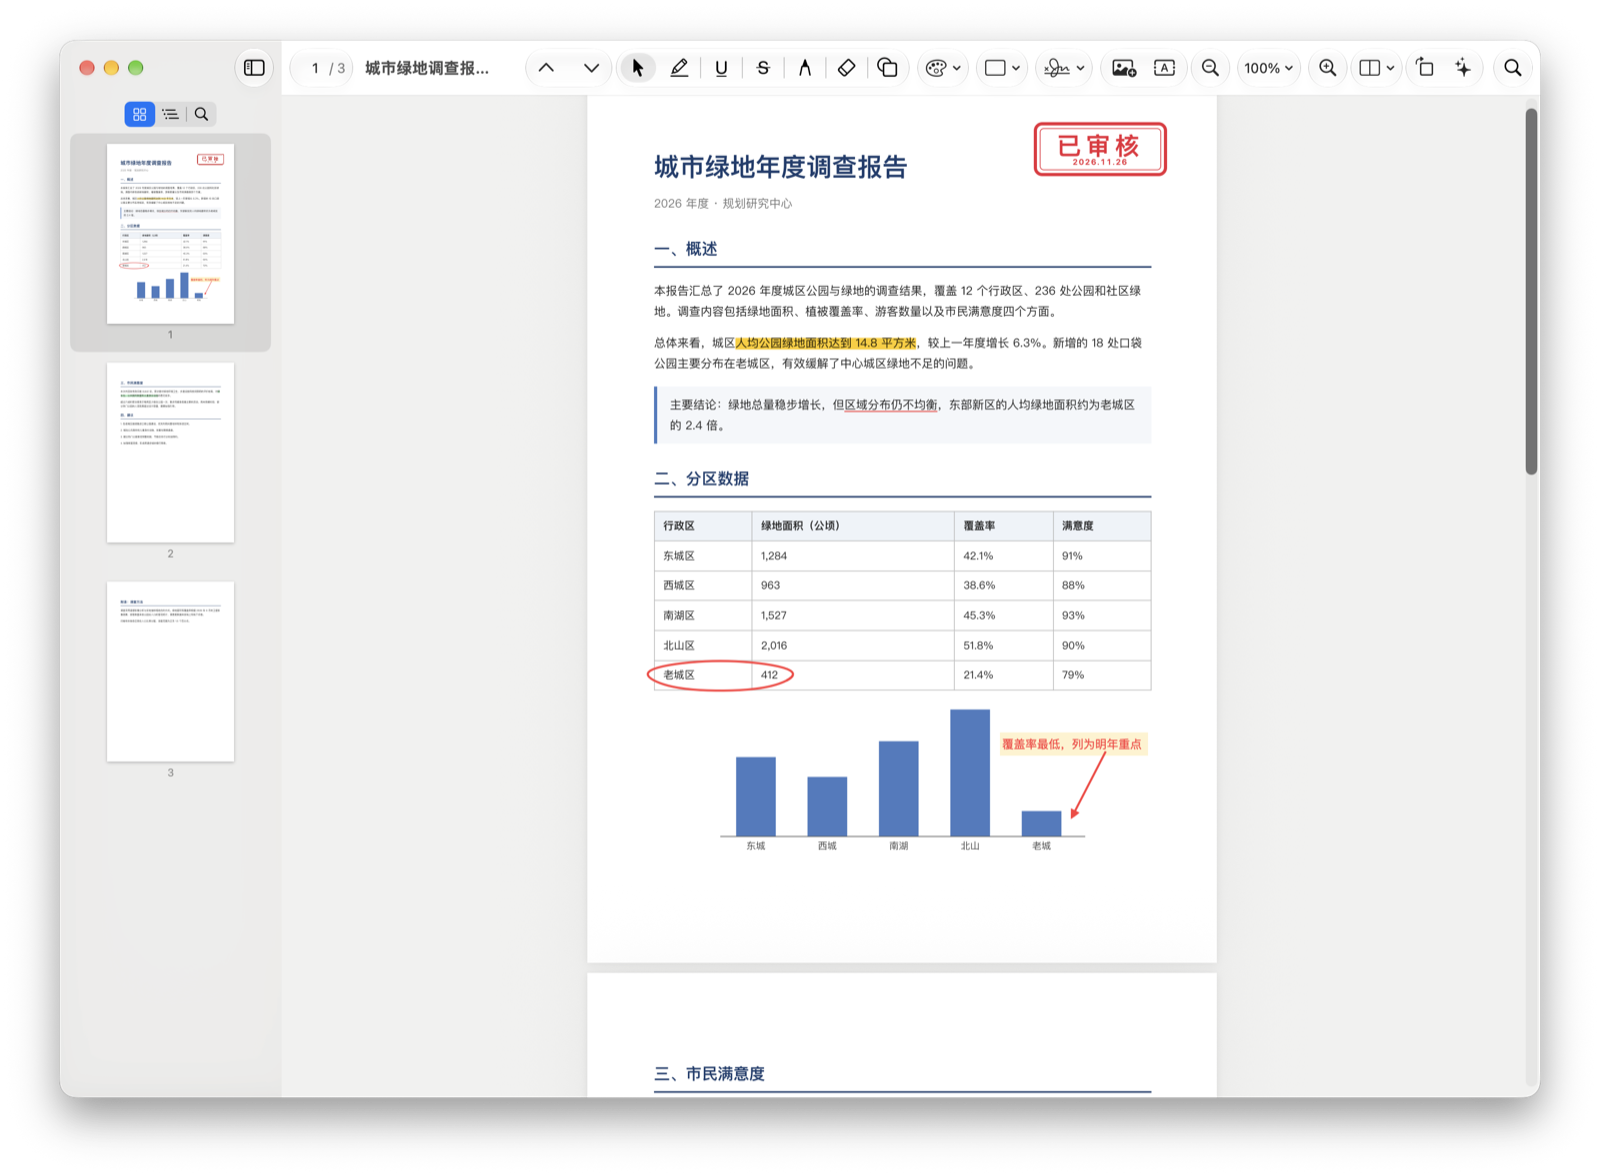 1 / 3
城市绿地调查报...
100%
1
2
3
城市绿地年度调查报告
已审核
2026.11.26
2026 年度 · 规划研究中心
一、概述
本报告汇总了 2026 年度城区公园与绿地的调查结果，覆盖 12 个行政区、236 处公园和社区绿
地。调查内容包括绿地面积、植被覆盖率、游客数量以及市民满意度四个方面。
总体来看，城区人均公园绿地面积达到 14.8 平方米，较上一年度增长 6.3%。新增的 18 处口袋
公园主要分布在老城区，有效缓解了中心城区绿地不足的问题。
主要结论：绿地总量稳步增长，但区域分布仍不均衡，东部新区的人均绿地面积约为老城区
的 2.4 倍。
二、分区数据
行政区 绿地面积（公顷） 覆盖率 满意度
东城区 1,284 42.1% 91%
西城区 963 38.6% 88%
南湖区 1,527 45.3% 93%
北山区 2,016 51.8% 90%
老城区 412 21.4% 79%
覆盖率最低，列为明年重点
东城 西城 南湖 北山 老城
三、市民满意度